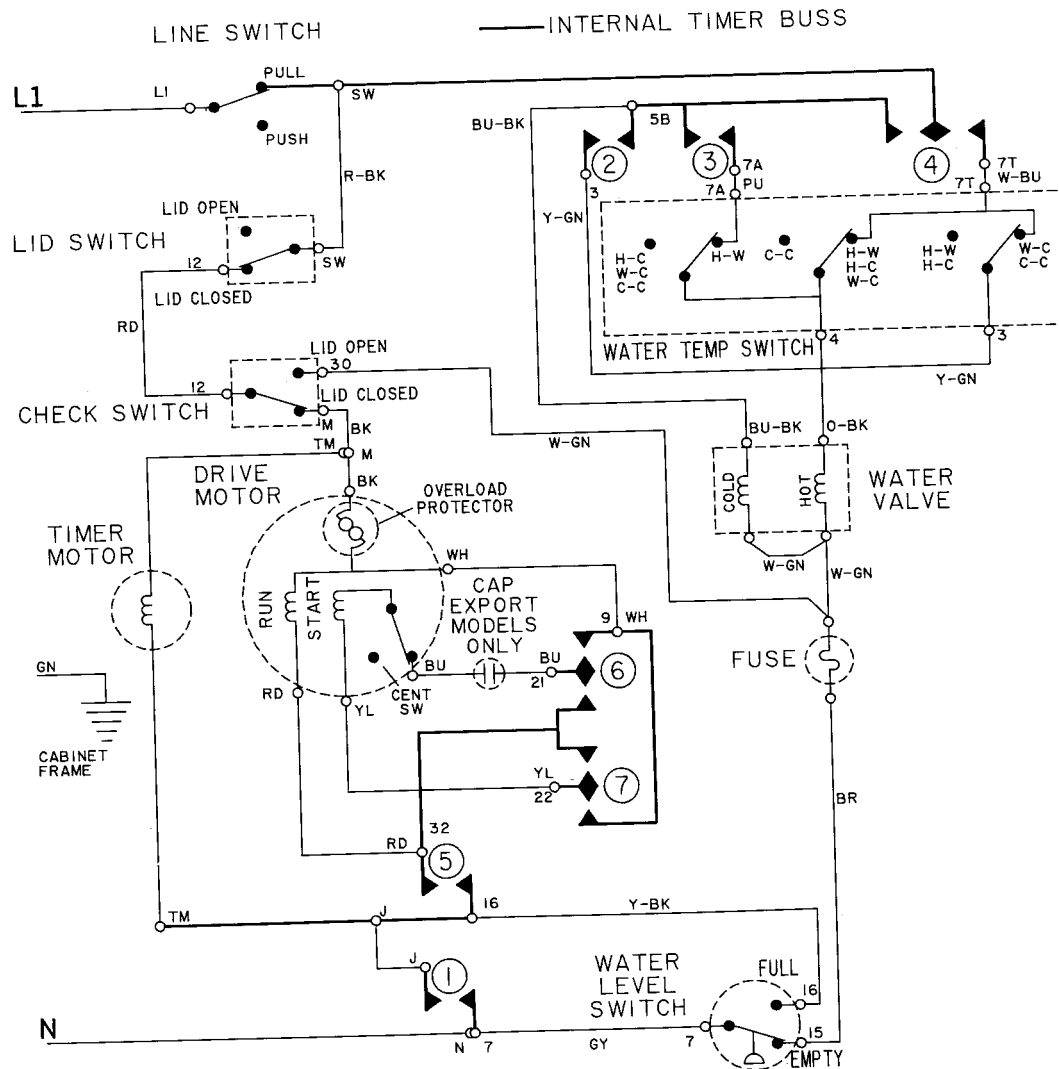 LINE SWITCH
INTERNAL TIMER BUSS
PULL
L1
L1
SW
PUSH
BU-BK
5B
2
3
4
7A
7T
W-BU
R-BK
3
7A
PU
7T
Y-GN
LID OPEN
LID SWITCH
SW
12
LID CLOSED
H-C
W-C
C-C
H-W
C-C
H-W
H-C
W-C
H-W
H-C
W-C
C-C
RD
WATER TEMP SWITCH
4
3
LID OPEN
30
12
LID CLOSED
CHECK SWITCH
M
BK
Y-GN
W-GN
BU-BK
O-BK
TM
M
DRIVE
MOTOR
BK
OVERLOAD
PROTECTOR
COLD
HOT
WATER
VALVE
TIMER
MOTOR
WH
W-GN
W-GN
RUN
START
CAP
EXPORT
MODELS
ONLY
9
WH
FUSE
GN
BU
BU
21
6
RD
CENT
SW
YL
CABINET
FRAME
YL
22
7
BR
32
RD
5
TM
J
16
Y-BK
J
1
WATER
LEVEL
SWITCH
FULL
16
N
N
7
GY
7
15
EMPTY